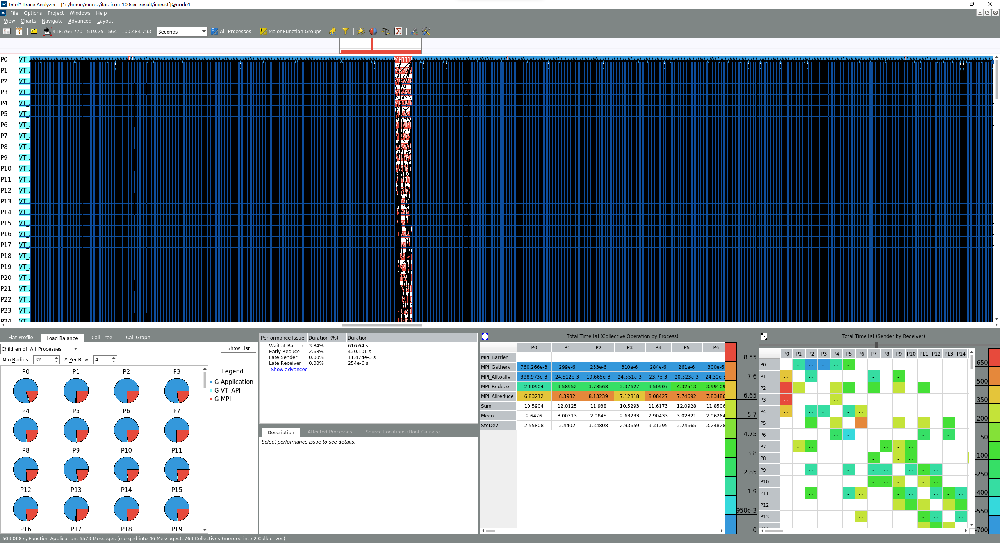 Intel? Trace Analyzer - [1: /home/murez/itac_icon_100sec_result/icon.stf]@node1
File Options Project Windows Help
View Charts Navigate Advanced Layout
418.766 770 - 519.251 564 : 100.484 793 Seconds All_Processes Major Function Groups
P0 VT_
P1 VT_
P2 VT_
P3 VT_
P4 VT_
P5 VT_
P6 VT_
P7 VT_
P8 VT_
P9 VT_
P10 VT_
P11 VT_
P12 VT_
P13 VT_
P14 VT_
P15 VT_
P16 VT_
P17 VT_
P18 VT_
P19 VT_
P20 VT_
P21 VT_
P22 VT_
P23 VT_
P24 VT_
Flat Profile Load Balance Call Tree Call Graph
Children of All_Processes Show List
Min.Radius: 32 # Per Row: 4
P0 P1 P2 P3
P4 P5 P6 P7
P8 P9 P10 P11
P12 P13 P14 P15
P16 P17 P18 P19
Legend
G Application
G VT_API
G MPI
Performance Issue Duration (%) Duration
Wait at Barrier 3.84% 616.64 s
Early Reduce 2.68% 430.101 s
Late Sender 0.00% 11.474e-3 s
Late Receiver 0.00% 254e-6 s
Show advanced
Description Affected Processes Source Locations (Root Causes)
Select performance issue to see details.
Total Time [s] (Collective Operation by Process)
P0 P1 P2 P3 P4 P5 P6
MPI_Barrier
MPI_Gatherv 760.266e-3 299e-6 253e-6 310e-6 284e-6 261e-6 300e-6
MPI_Alltoallv 388.973e-3 24.512e-3 19.665e-3 24.551e-3 23.7e-3 20.523e-3 24.32e-
MPI_Reduce 2.60904 3.58952 3.78568 3.37627 3.50907 4.32513 3.99109
MPI_Allreduce 6.83212 8.3982 8.13239 7.12818 8.08427 7.74692 7.83486
Sum 10.5904 12.0125 11.938 10.5293 11.6173 12.0928 11.8506
Mean 2.6476 3.00313 2.9845 2.63233 2.90433 3.02321 2.96264
StdDev 2.55808 3.4402 3.34808 2.93659 3.31395 3.24665 3.24828
8.55
7.6
6.65
5.7
4.75
3.8
2.85
1.9
950e-3
0
Total Time [s] (Sender by Receiver)
P0 P1 P2 P3 P4 P5 P6 P7 P8 P9 P10 P11 P12 P13 P14
P0 ... ... ... ... ...
P1 ... ... ... ...
P2 ... ... ... ... ... ... ...
P3 ... ...
P4 ... ... ... ... ...
P5 ... ... ... ... ... ...
P6 ... ... ... ...
P7 ... ... ... ... ...
P8 ... ... ...
P9 ... ... ... ... ... ... ...
P10 ... ... ... ... ...
P11 ... ... ... ... ... ... ... ...
P12 ... ... ... ... ...
P13 ... ... ... ...
P14
650
500
350
200
50
-100
-250
-400
-550
-700
503.068 s, Function Application, 6573 Messages (merged into 46 Messages), 769 Collectives (merged into 2 Collectives)